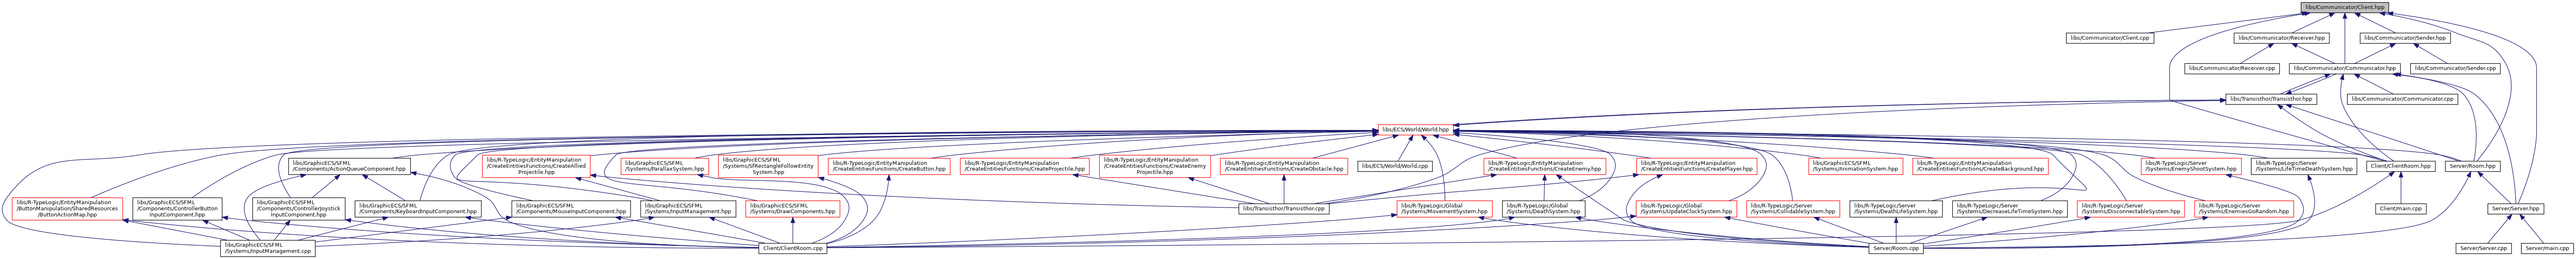 libs/Communicator/Client.hpp
libs/Communicator/Client.cpp
libs/Communicator/Receiver.hpp
libs/Communicator/Sender.hpp
libs/Communicator/Receiver.cpp
libs/Communicator/Communicator.hpp
libs/Communicator/Sender.cpp
libs/Transisthor/Transisthor.hpp
libs/Communicator/Communicator.cpp
libs/ECS/World/World.hpp
libs/GraphicECS/SFML
/Components/ActionQueueComponent.hpp
libs/R-TypeLogic/EntityManipulation
/CreateEntitiesFunctions/CreateAllied
Projectile.hpp
libs/GraphicECS/SFML
/Systems/ParallaxSystem.hpp
libs/GraphicECS/SFML
/Systems/SfRectangleFollowEntity
System.hpp
libs/R-TypeLogic/EntityManipulation
/CreateEntitiesFunctions/CreateButton.hpp
libs/R-TypeLogic/EntityManipulation
/CreateEntitiesFunctions/CreateProjectile.hpp
libs/R-TypeLogic/EntityManipulation
/CreateEntitiesFunctions/CreateEnemy
Projectile.hpp
libs/R-TypeLogic/EntityManipulation
/CreateEntitiesFunctions/CreateObstacle.hpp
libs/ECS/World/World.cpp
libs/R-TypeLogic/EntityManipulation
/CreateEntitiesFunctions/CreateEnemy.hpp
libs/R-TypeLogic/EntityManipulation
/CreateEntitiesFunctions/CreatePlayer.hpp
libs/GraphicECS/SFML
/Systems/AnimationSystem.hpp
libs/R-TypeLogic/EntityManipulation
/CreateEntitiesFunctions/CreateBackground.hpp
libs/R-TypeLogic/Server
/Systems/EnemyShootSystem.hpp
libs/R-TypeLogic/Server
/Systems/LifeTimeDeathSystem.hpp
Client/ClientRoom.hpp
Server/Room.hpp
libs/R-TypeLogic/EntityManipulation
/ButtonManipulation/SharedResources
/ButtonActionMap.hpp
libs/GraphicECS/SFML
/Components/ControllerButton
InputComponent.hpp
libs/GraphicECS/SFML
/Components/ControllerJoystick
InputComponent.hpp
libs/GraphicECS/SFML
/Components/KeyboardInputComponent.hpp
libs/GraphicECS/SFML
/Components/MouseInputComponent.hpp
libs/GraphicECS/SFML
/Systems/InputManagement.hpp
libs/GraphicECS/SFML
/Systems/DrawComponents.hpp
libs/Transisthor/Transisthor.cpp
libs/R-TypeLogic/Global
/Systems/MovementSystem.hpp
libs/R-TypeLogic/Global
/Systems/DeathSystem.hpp
libs/R-TypeLogic/Global
/Systems/UpdateClockSystem.hpp
libs/R-TypeLogic/Server
/Systems/CollidableSystem.hpp
libs/R-TypeLogic/Server
/Systems/DeathLifeSystem.hpp
libs/R-TypeLogic/Server
/Systems/DecreaseLifeTimeSystem.hpp
libs/R-TypeLogic/Server
/Systems/DisconnectableSystem.hpp
libs/R-TypeLogic/Server
/Systems/EnemiesGoRandom.hpp
Client/main.cpp
Server/Server.hpp
libs/GraphicECS/SFML
/Systems/InputManagement.cpp
Client/ClientRoom.cpp
Server/Room.cpp
Server/Server.cpp
Server/main.cpp